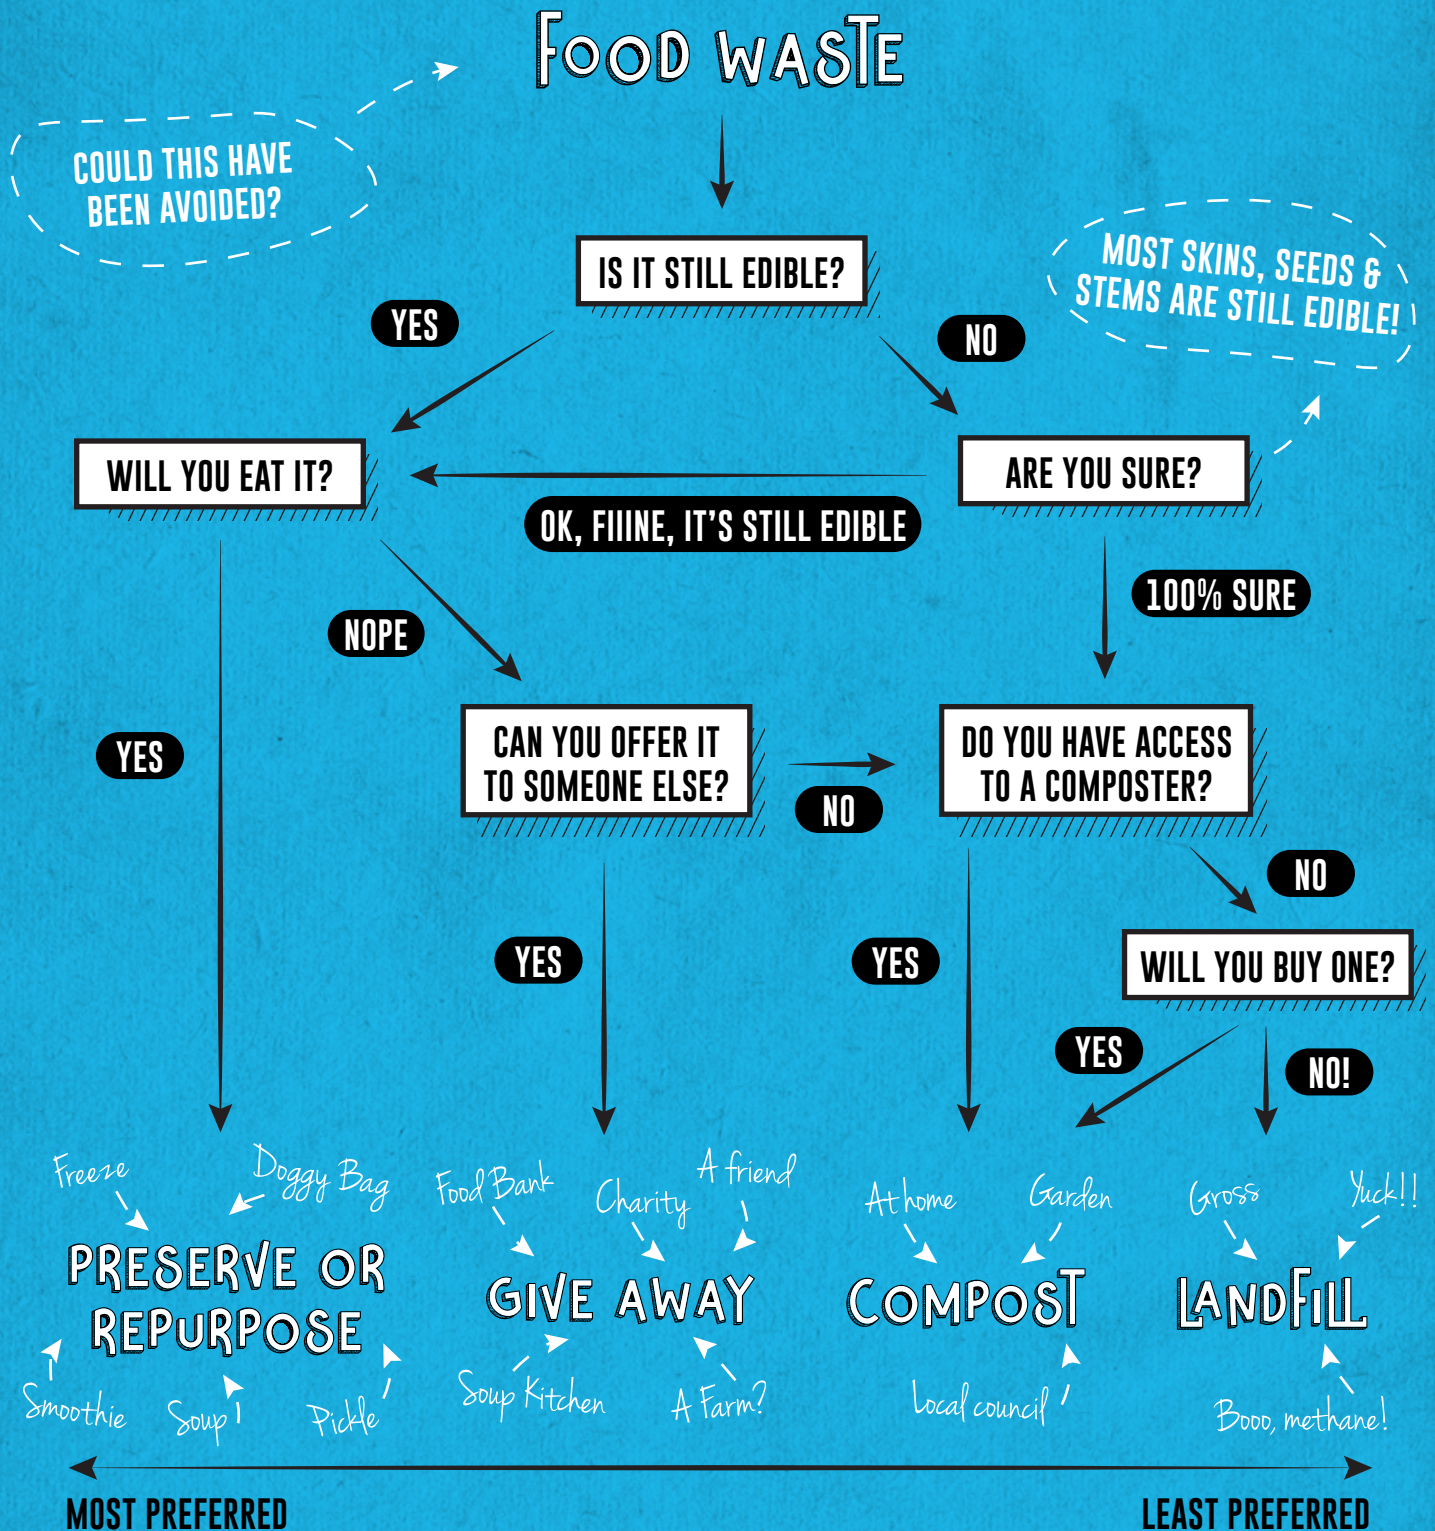 FOOD WASTE
COULD THIS HAVE
BEEN AVOIDED?
IS IT STILL EDIBLE?
MOST SKINS, SEEDS &
STEMS ARE STILL EDIBLE!
YES
NO
WILL YOU EAT IT?
ARE YOU SURE?
OK, FIIINE, IT'S STILL EDIBLE
100% SURE
NOPE
YES
CAN YOU OFFER IT
TO SOMEONE ELSE?
NO
DO YOU HAVE ACCESS
TO A COMPOSTER?
NO
YES
YES
WILL YOU BUY ONE?
YES
NO!
Freeze
Doggy Bag
PRESERVE OR
REPURPOSE
Smoothie
Soup
Pickle
Food Bank
Charity
A friend
GIVE AWAY
Soup Kitchen
A Farm?
At home
Garden
COMPOST
Local council
Gross
Yuck!!
LANDFILL
Booo, methane!
MOST PREFERRED
LEAST PREFERRED